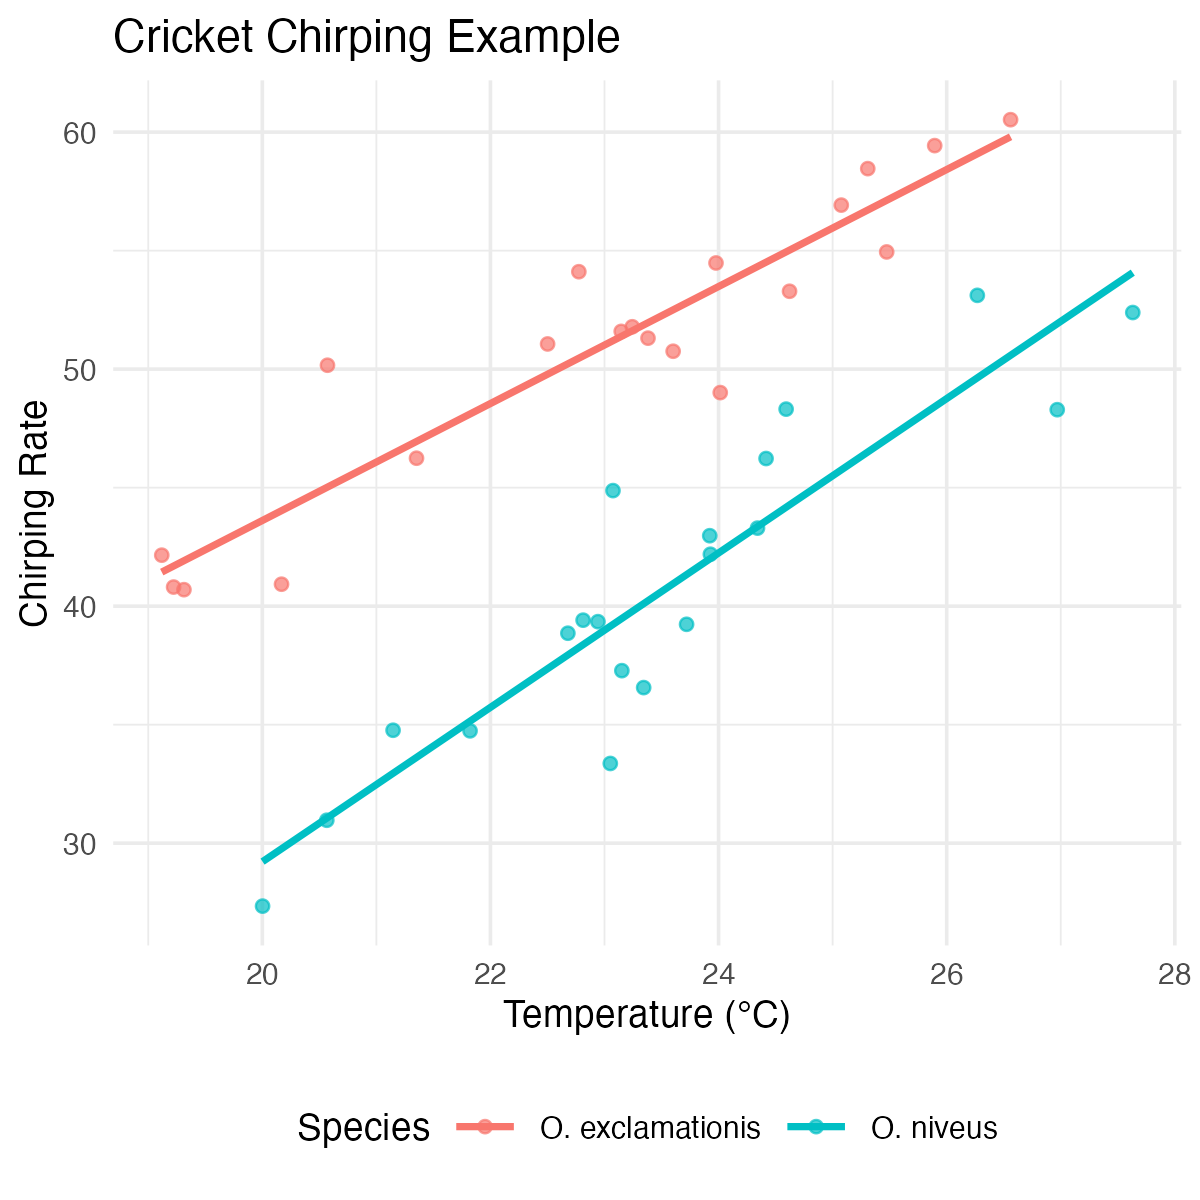 Cricket Chirping Example
60
50
40
30
Chirping Rate
20 22 24 26 28
Temperature (°C)
Species O. exclamationis O. niveus